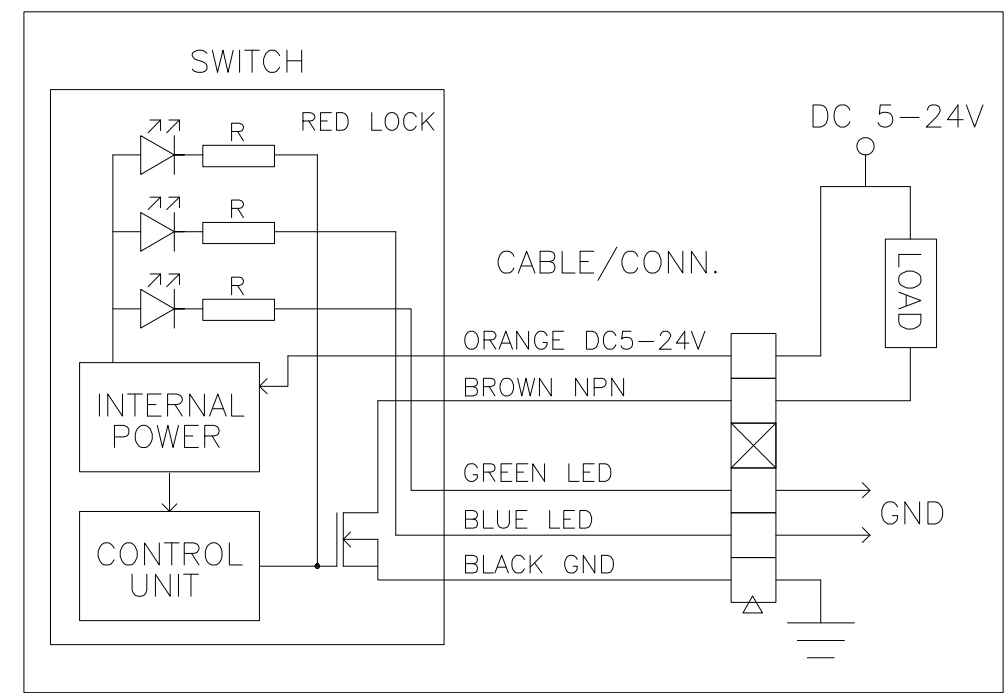 SWITCH
RED LOCK
R
R
R
DC 5-24V
LOAD
CABLE/CONN.
ORANGE DC5-24V
BROWN NPN
GREEN LED
BLUE LED
BLACK GND
GND
INTERNAL
POWER
CONTROL
UNIT